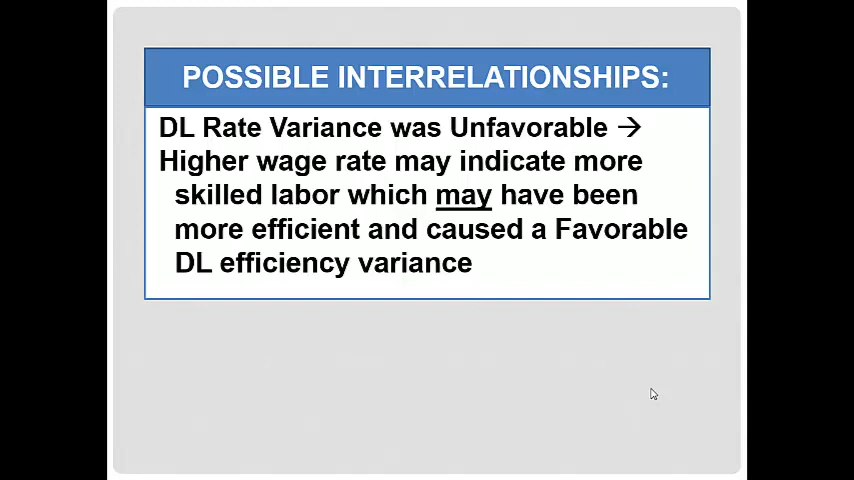 POSSIBLE INTERRELATIONSHIPS:
DL Rate Variance was Unfavorable →
Higher wage rate may indicate more
skilled labor which may have been
more efficient and caused a Favorable
DL efficiency variance